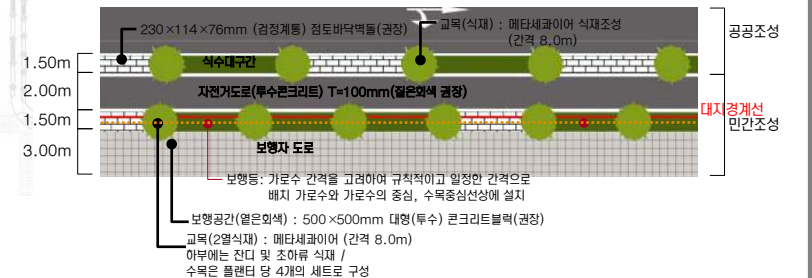 230×114×76mm (검정계통) 점토바닥벽돌(권장)
교목(식재) : 메타세콰이어 식재조성
(간격 8.0m)
공공조성
1.50m
식수대구간
2.00m
자전거도로(투수콘크리트) T=100mm(짙은회색 권장)
대지경계선
1.50m
민간조성
3.00m
보행자 도로
보행등: 가로수 간격을 고려하여 규칙적이고 일정한 간격으로
배치 가로수와 가로수의 중심, 수목중심선상에 설치
보행공간(옅은회색) : 500×500mm 대형(투수) 콘크리트블럭(권장)
교목(2열식재) : 메타세콰이어 (간격 8.0m)
하부에는 잔디 및 초화류 식재 /
수목은 플랜터 당 4개의 세트로 구성